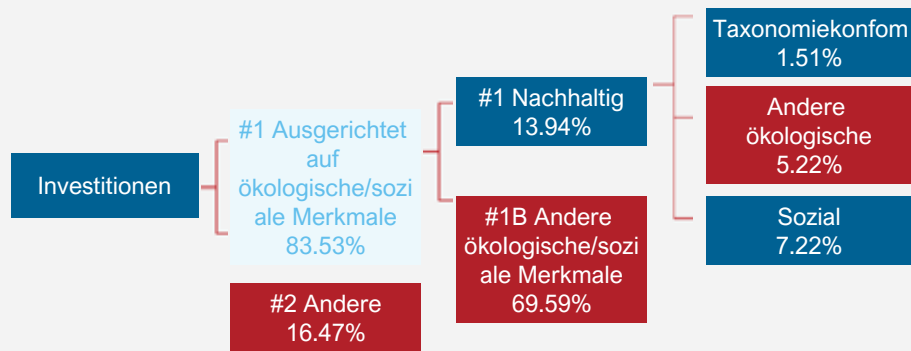 Investitionen
#1 Ausgerichtet
auf
ökologische/sozi
ale Merkmale
83.53%
#2 Andere
16.47%
#1 Nachhaltig
13.94%
#1B Andere
ökologische/sozi
ale Merkmale
69.59%
Taxonomiekonfom
1.51%
Andere
ökologische
5.22%
Sozial
7.22%